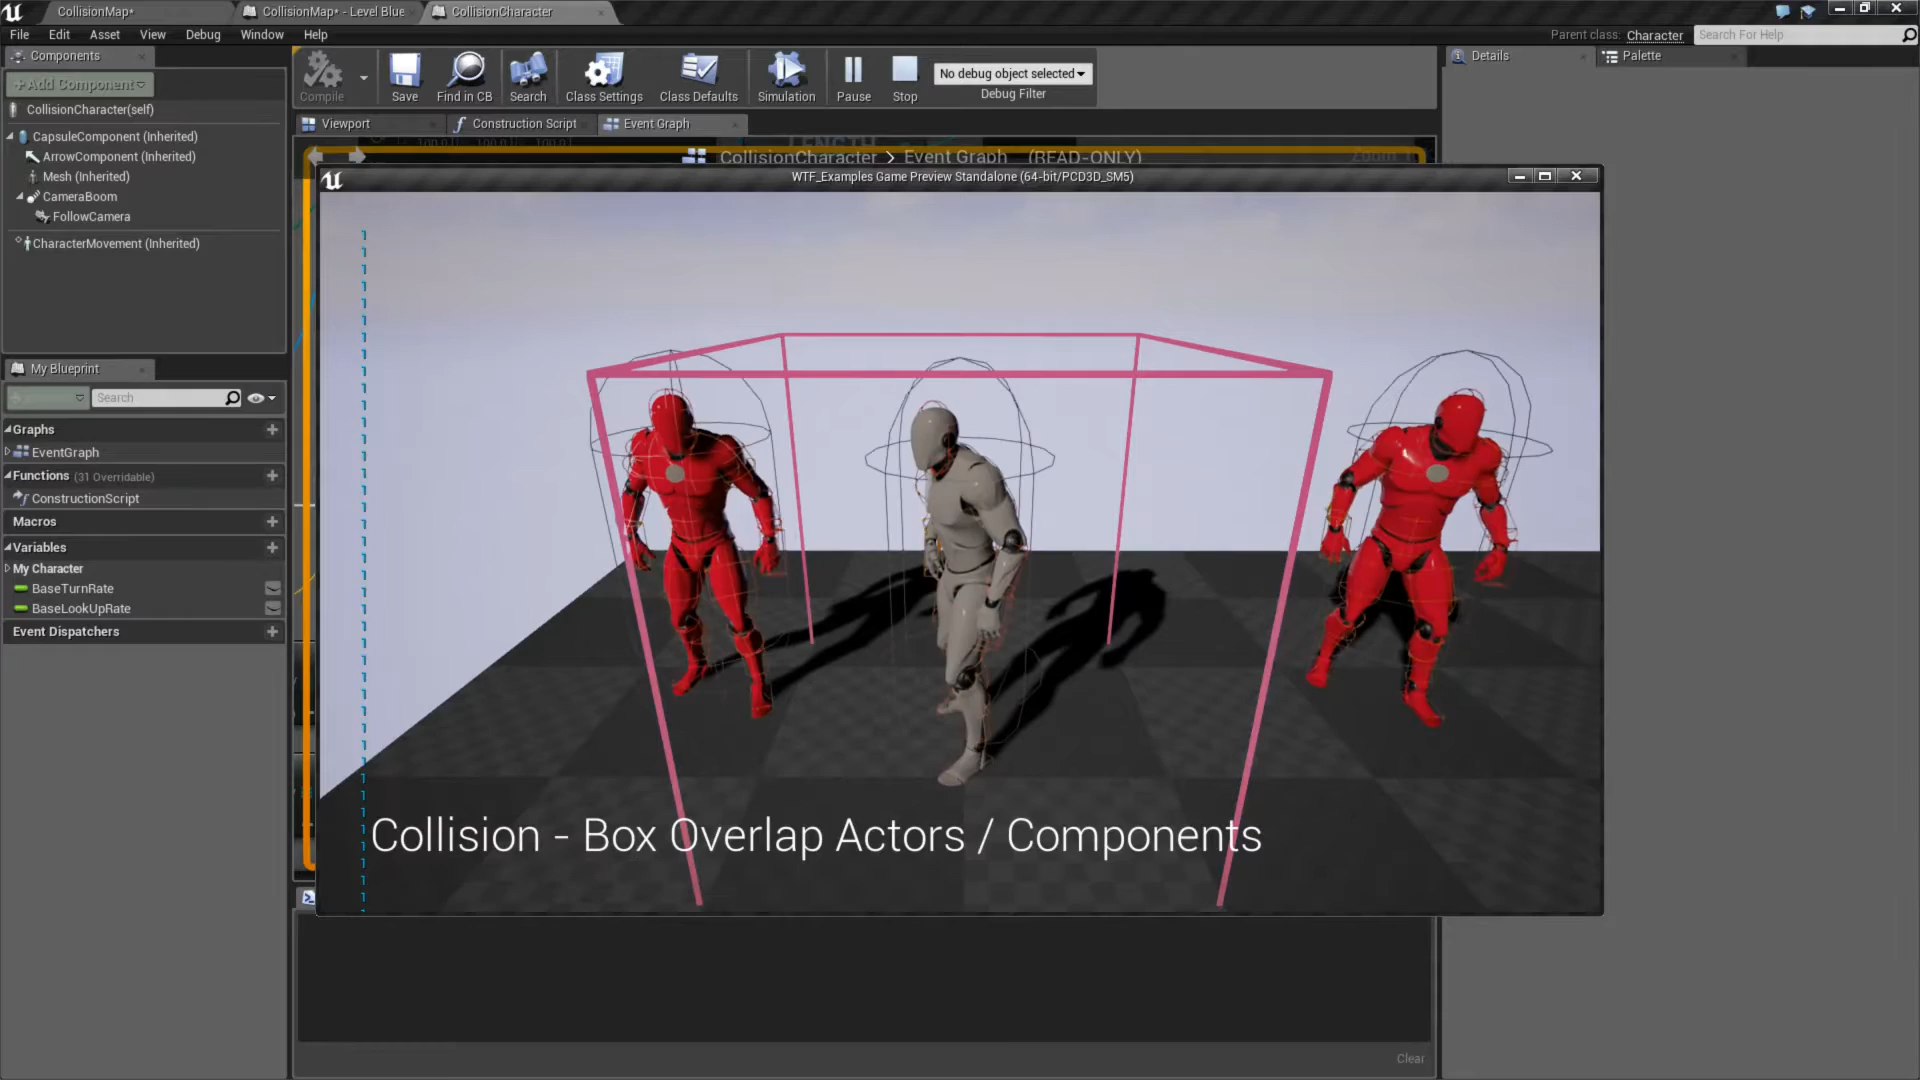 CollisionMap*
CollisionMap* - Level Blue
CollisionCharacter
File Edit Asset View Debug Window Help
Parent class: Character
Search For Help
Components
+Add Component
CollisionCharacter(self)
CapsuleComponent (Inherited)
ArrowComponent (Inherited)
Mesh (Inherited)
CameraBoom
FollowCamera
CharacterMovement (Inherited)
My Blueprint
Search
Graphs
EventGraph
Functions (31 Overridable)
ConstructionScript
Macros
Variables
My Character
BaseTurnRate
BaseLookUpRate
Event Dispatchers
Compile
Save
Find in CB
Search
Class Settings
Class Defaults
Simulation
Pause
Stop
No debug object selected
Debug Filter
Details
Palette
Viewport
Construction Script
Event Graph
CollisionCharacter > Event Graph (READ-ONLY)
WTF_Examples Game Preview Standalone (64-bit/PCD3D_SM5)
Collision - Box Overlap Actors / Components
Clear